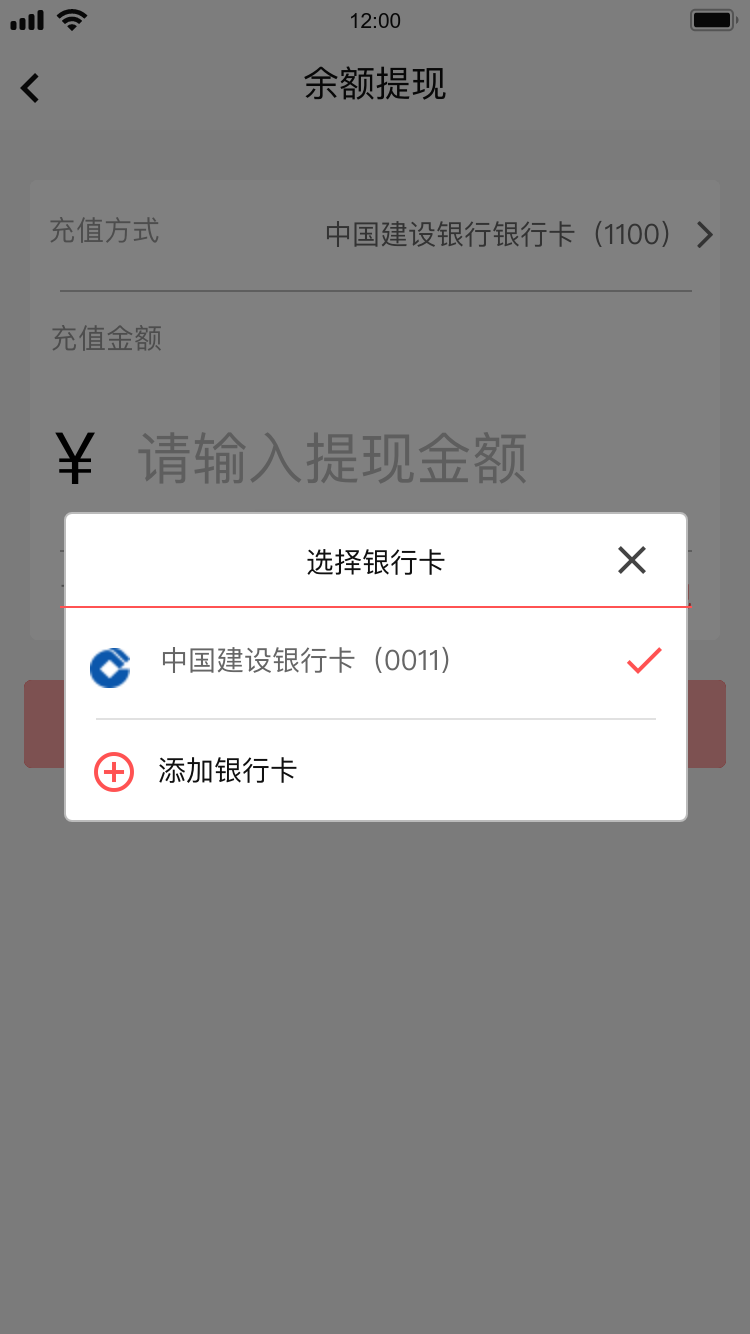 12:00
余额提现
充值方式 中国建设银行银行卡（1100）
充值金额
¥ 请输入提现金额
选择银行卡
中国建设银行卡（0011）
添加银行卡